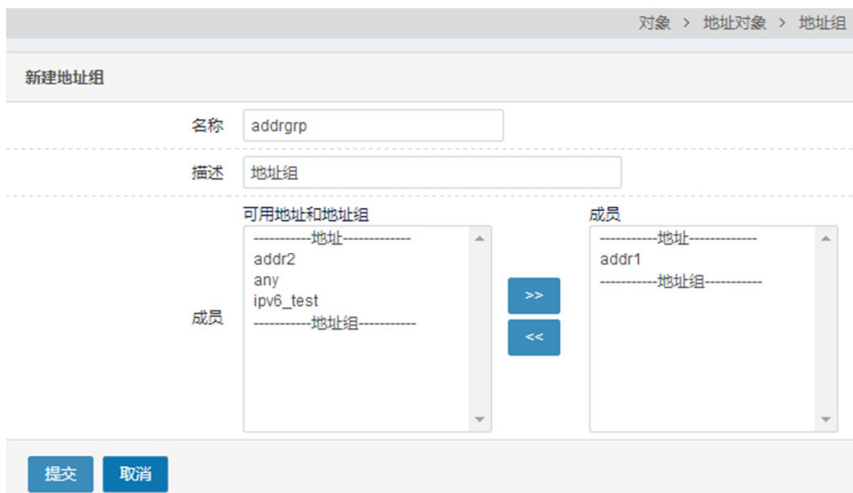 对象 > 地址对象 > 地址组
新建地址组
名称 addrgrp
描述 地址组
可用地址和地址组 成员
-----------地址-------------
addr2
any
ipv6_test
-----------地址组-----------
成员
>>
<<
-----------地址-------------
addr1
-----------地址组-----------
提交 取消